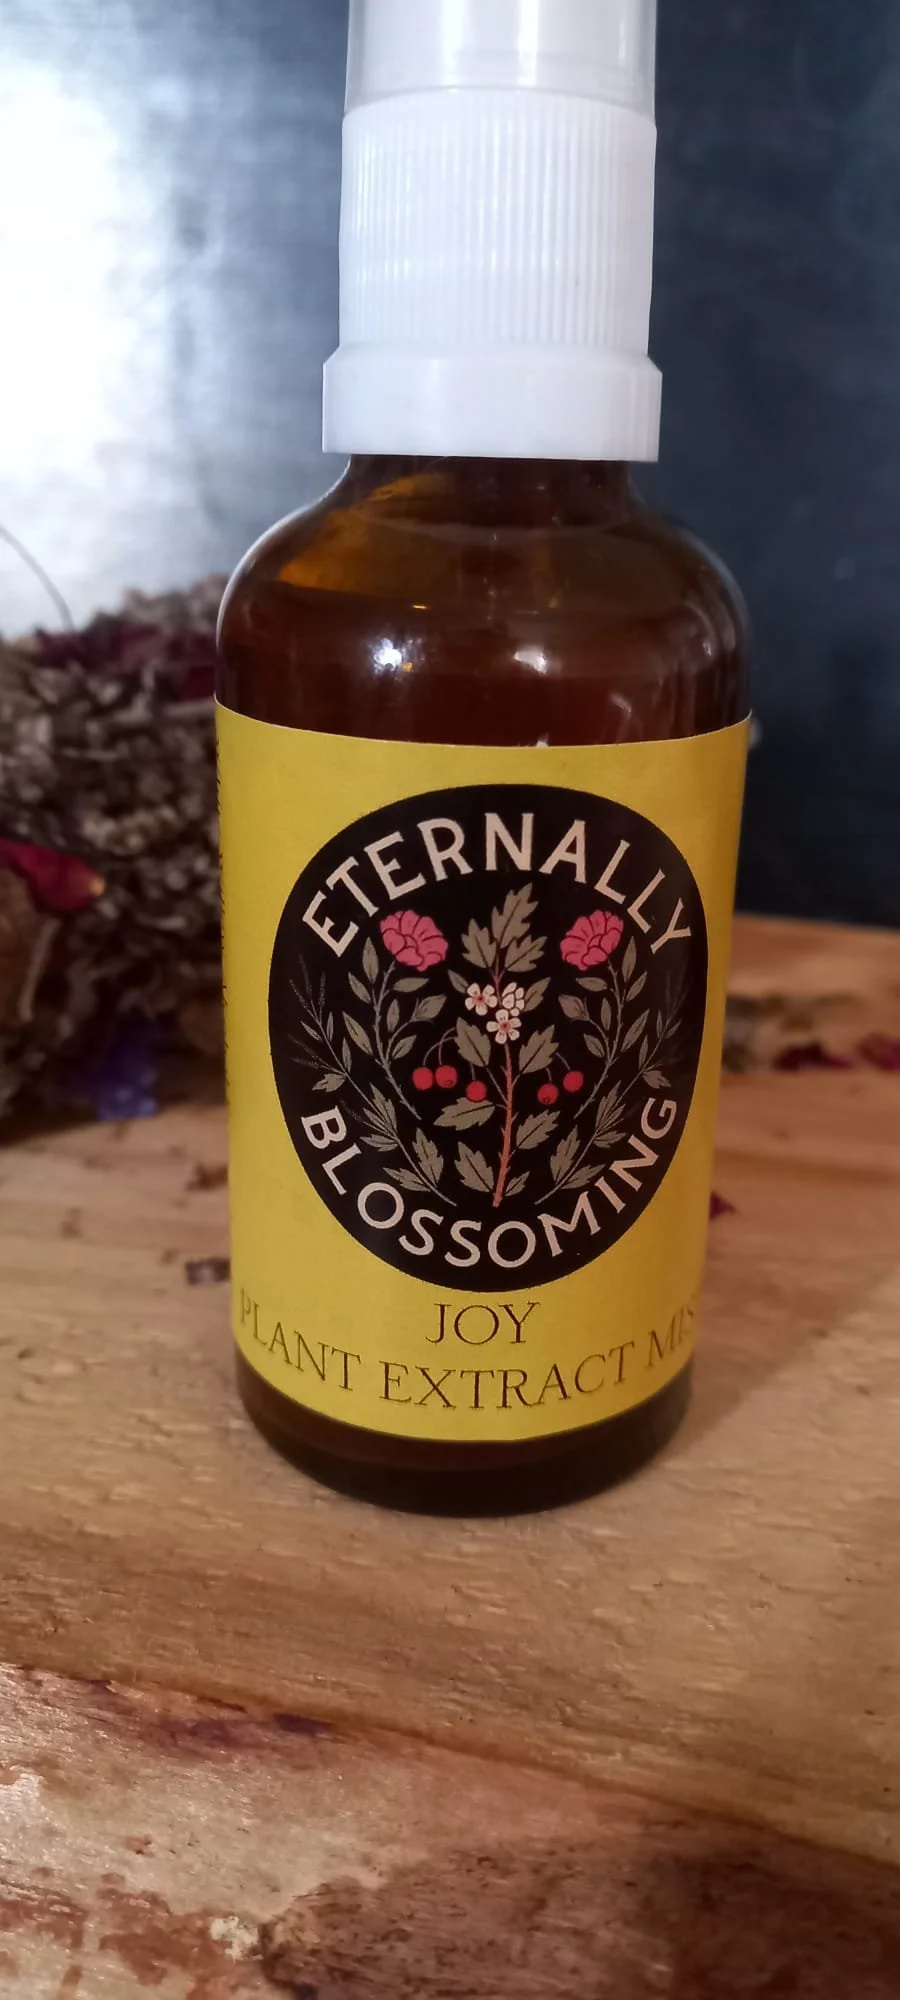 ETERNALLY
BLOSSOMING
JOY
PLANT EXTRACT